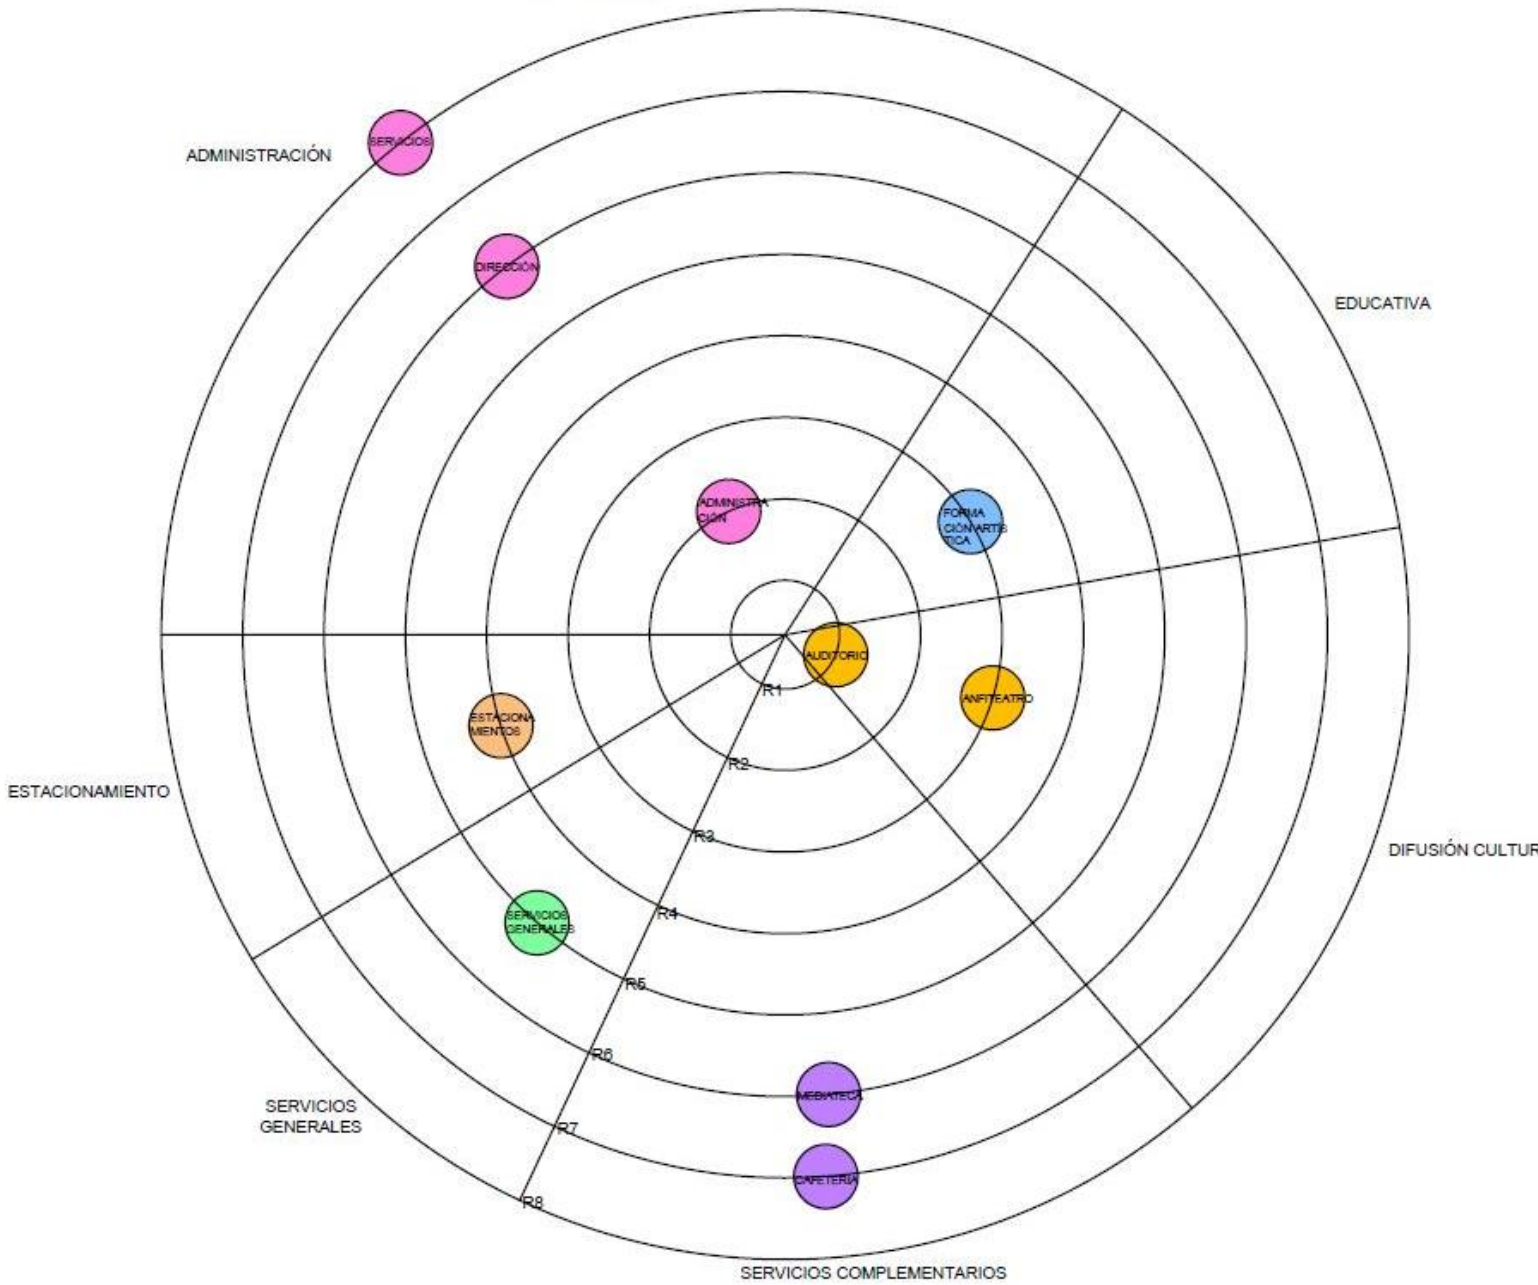 SERVICIOS
ADMINISTRACIÓN
DIRECCIÓN
EDUCATIVA
ADMINISTRA
CIÓN
FORMA
CIÓN ARTIS
TICA
AUDITORIO
R1
ANFITEATRO
ESTACIONA
MIENTOS
R2
ESTACIONAMIENTO
R3
DIFUSIÓN CULTUR
R4
SERVICIOS
GENERALES
R5
R6
MEDIATECA
SERVICIOS
GENERALES
R7
CAFETERIA
R8
SERVICIOS COMPLEMENTARIOS